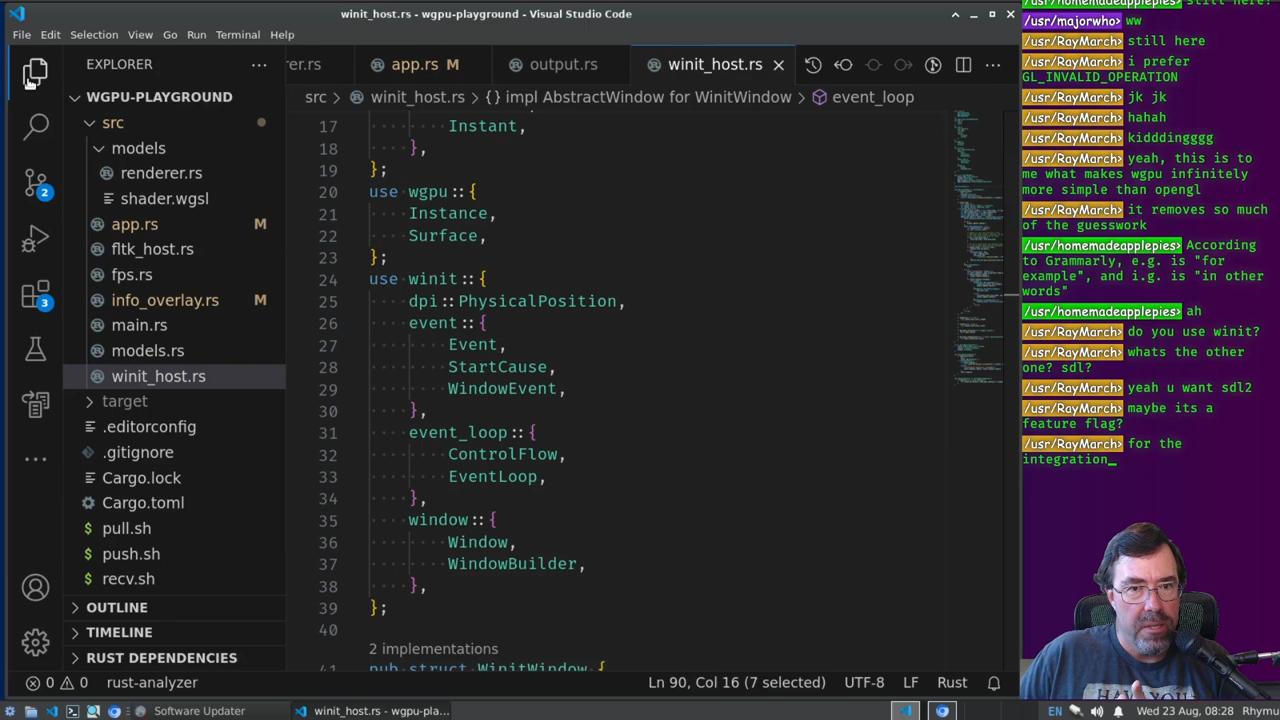 winit_host.rs - wgpu-playground - Visual Studio Code
File Edit Selection View Go Run Terminal Help
EXPLORER
WGPU-PLAYGROUND
src
models
renderer.rs
shader.wgsl
app.rs M
fltk_host.rs
fps.rs
info_overlay.rs M
main.rs
models.rs
winit_host.rs
target
.editorconfig
.gitignore
Cargo.lock
Cargo.toml
$ pull.sh
$ push.sh
$ recv.sh
OUTLINE
TIMELINE
RUST DEPENDENCIES
2
3
rer.rs app.rs M output.rs winit_host.rs
src winit_host.rs {} impl AbstractWindow for WinitWindow event_loop
17 Instant,
18 },
19 };
20 use wgpu::{
21 Instance,
22 Surface,
23 };
24 use winit::{
25 dpi::PhysicalPosition,
26 event::{
27 Event,
28 StartCause,
29 WindowEvent,
30 },
31 event_loop::{
32 ControlFlow,
33 EventLoop,
34 },
35 window::{
36 Window,
37 WindowBuilder,
38 },
39 };
40
2 implementations
41 pub struct WinitWindow {
0 0 rust-analyzer Ln 90, Col 16 (7 selected) UTF-8 LF Rust
Software Updater winit_host.rs - wgpu-pla... EN Wed 23 Aug, 08:28 Rhymu
/usr/homemadeapplepies> still here!
/usr/majorwho> ww
/usr/RayMarch> still here
/usr/RayMarch> i prefer
GL_INVALID_OPERATION
/usr/RayMarch> jk jk
/usr/RayMarch> hahah
/usr/RayMarch> kidddingggg
/usr/RayMarch> yeah, this is to
me what makes wgpu infinitely
more simple than opengl
/usr/RayMarch> it removes so much
of the guesswork
/usr/homemadeapplepies> According
to Grammarly, e.g. is "for
example", and i.g. is "in other
words"
/usr/homemadeapplepies> ah
/usr/RayMarch> do you use winit?
/usr/RayMarch> whats the other
one? sdl?
/usr/RayMarch> yeah u want sdl2
/usr/RayMarch> maybe its a
feature flag?
/usr/RayMarch> for the
integration_